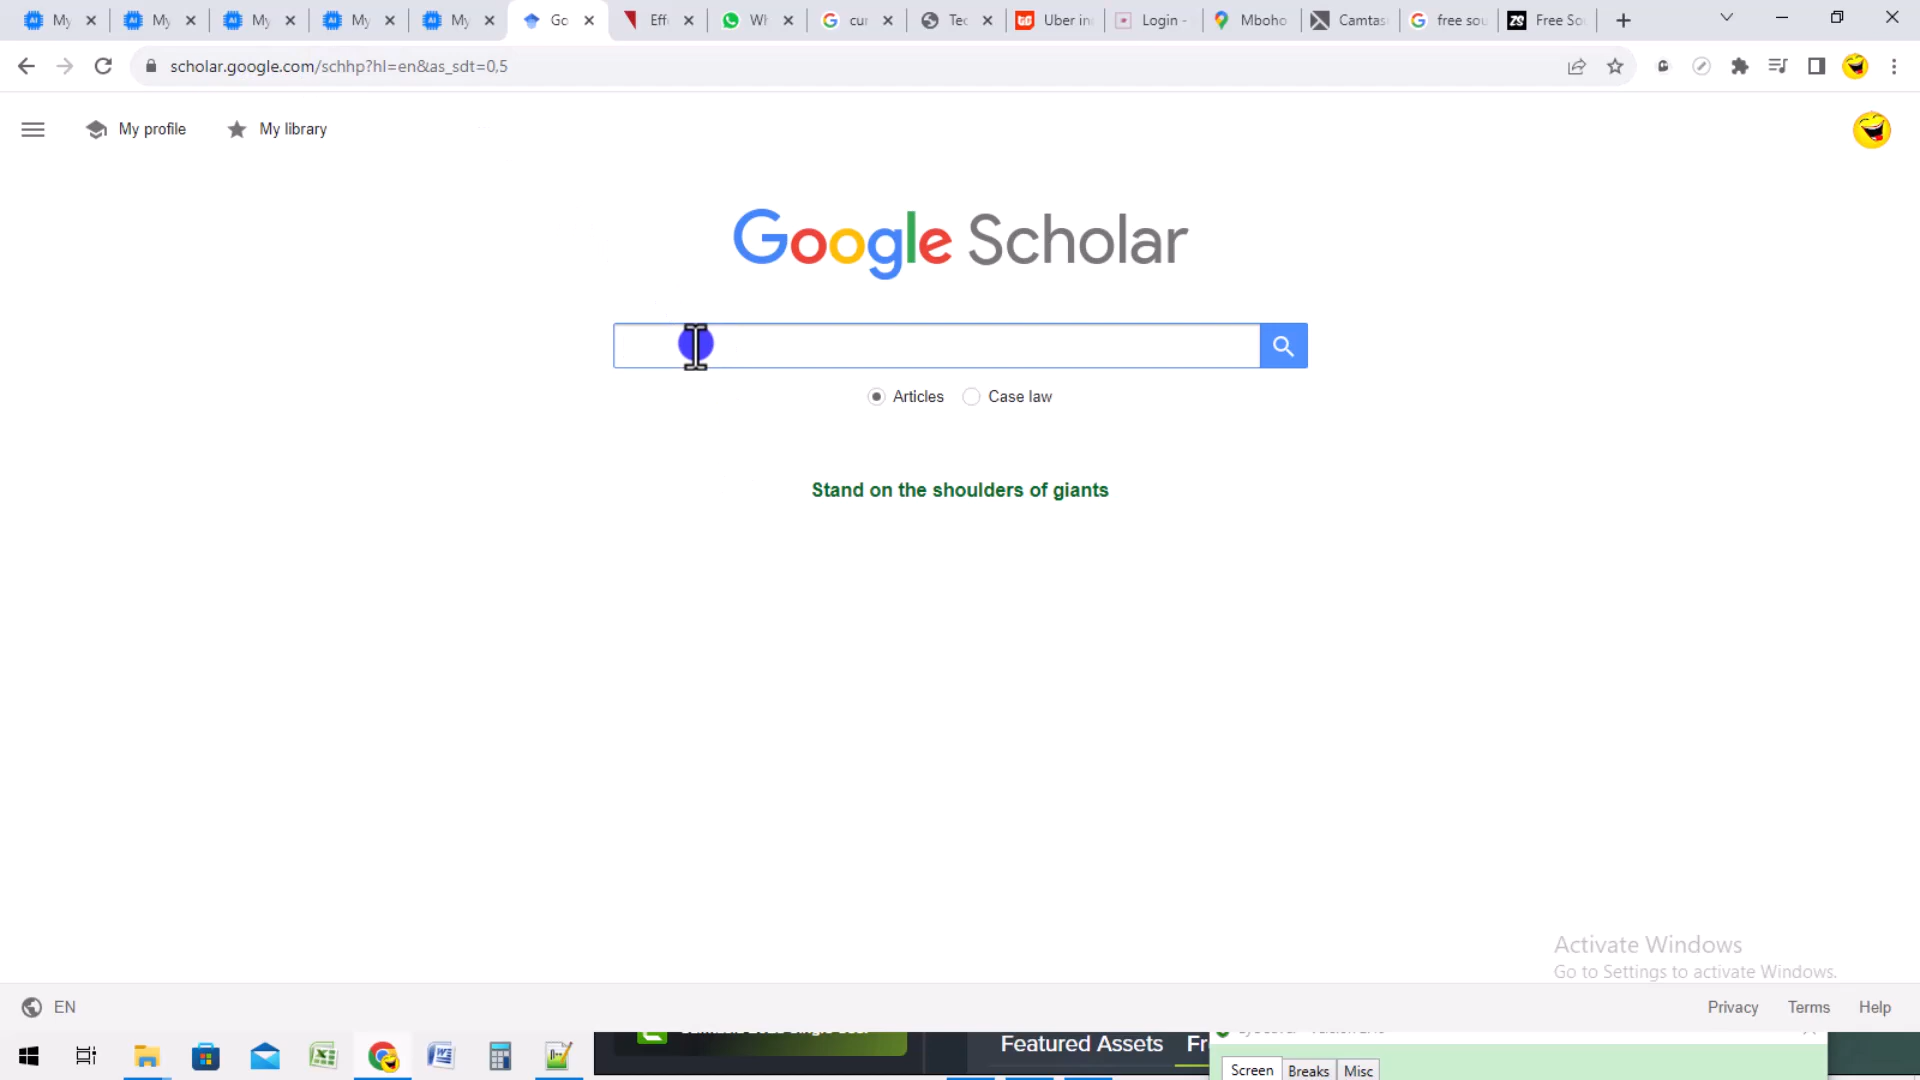 My My My My My Go Eff Wh cur Tec Uber in Login - Mboho Camtas free sou Free So
scholar.google.com/schhp?hl=en&as_sdt=0,5
My profile My library
Google Scholar
Articles Case law
Stand on the shoulders of giants
Activate Windows
Go to Settings to activate Windows.
EN Privacy Terms Help
Featured Assets Fr
Screen Breaks Misc